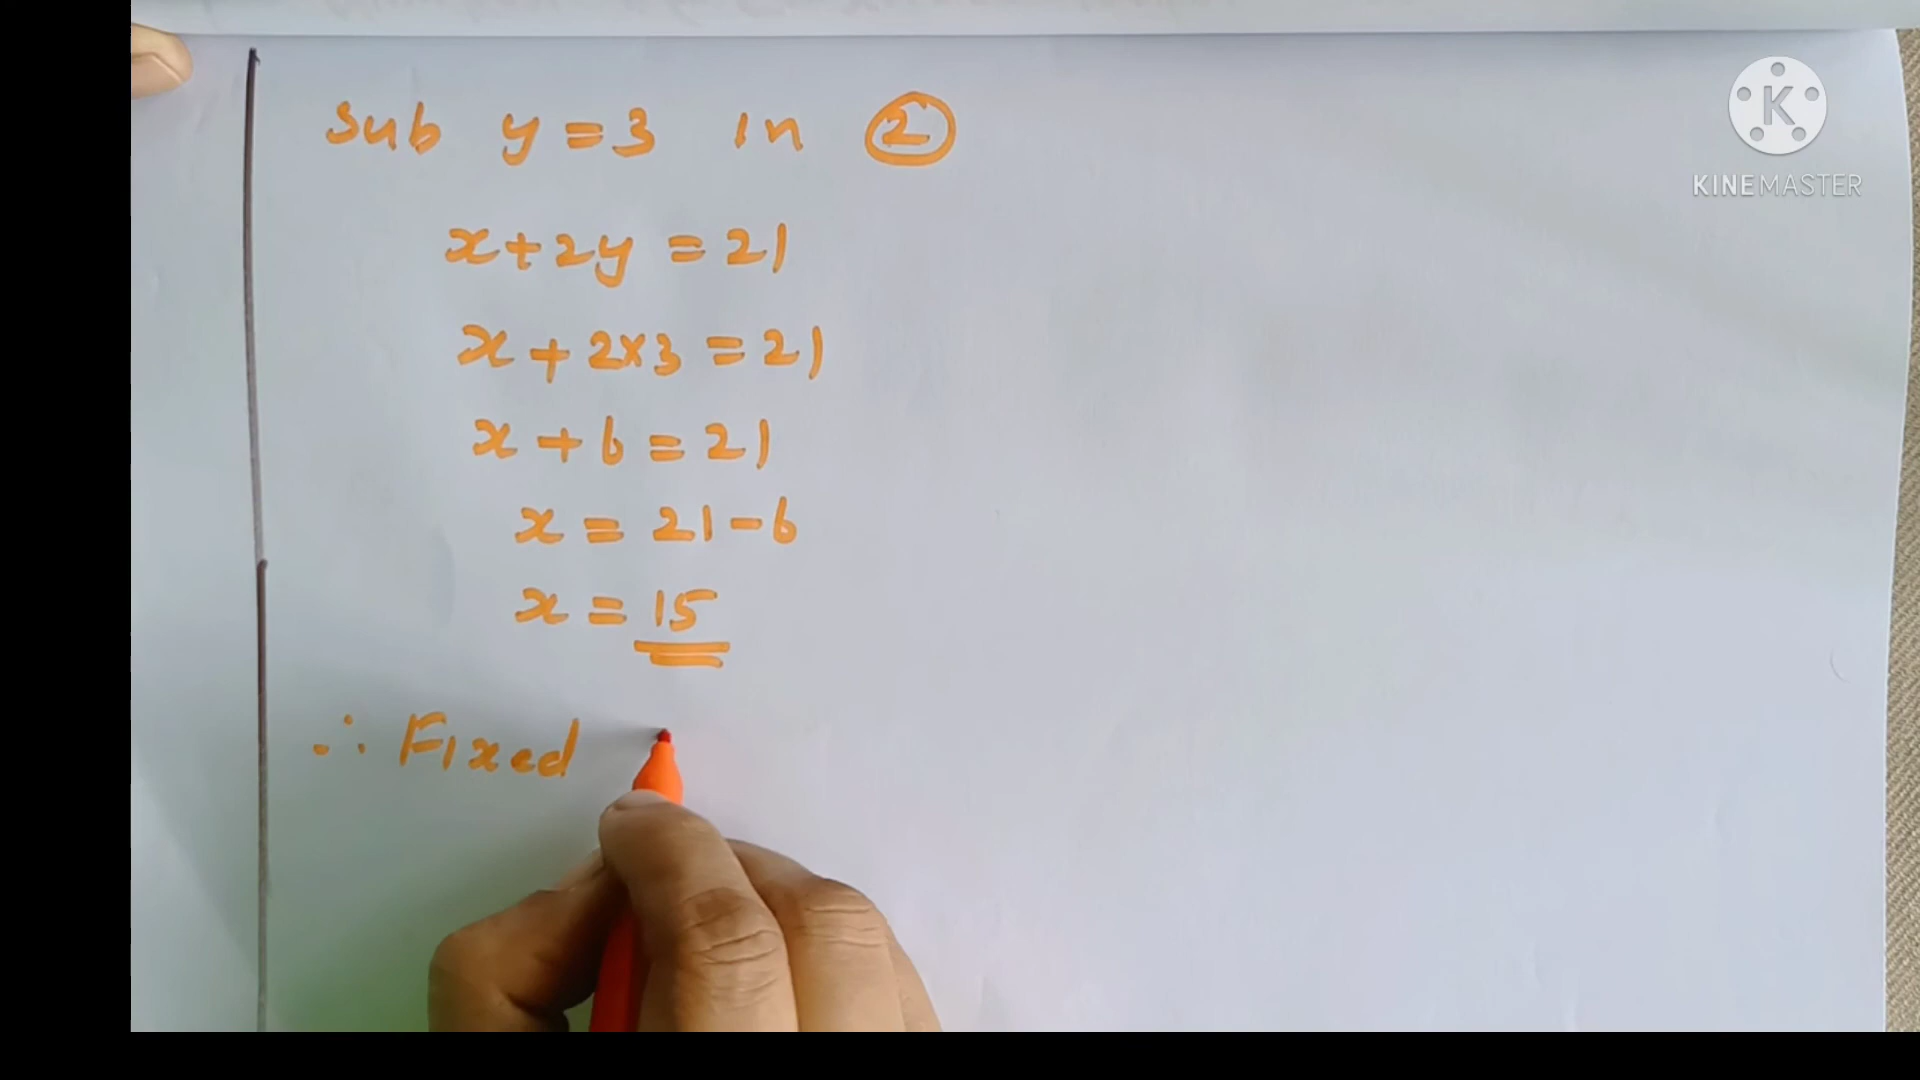 Sub y = 3 in ②
x + 2y = 21
x + 2×3 = 21
x + 6 = 21
x = 21 - 6
x = 15
∴ Fixed
K
KINEMASTER